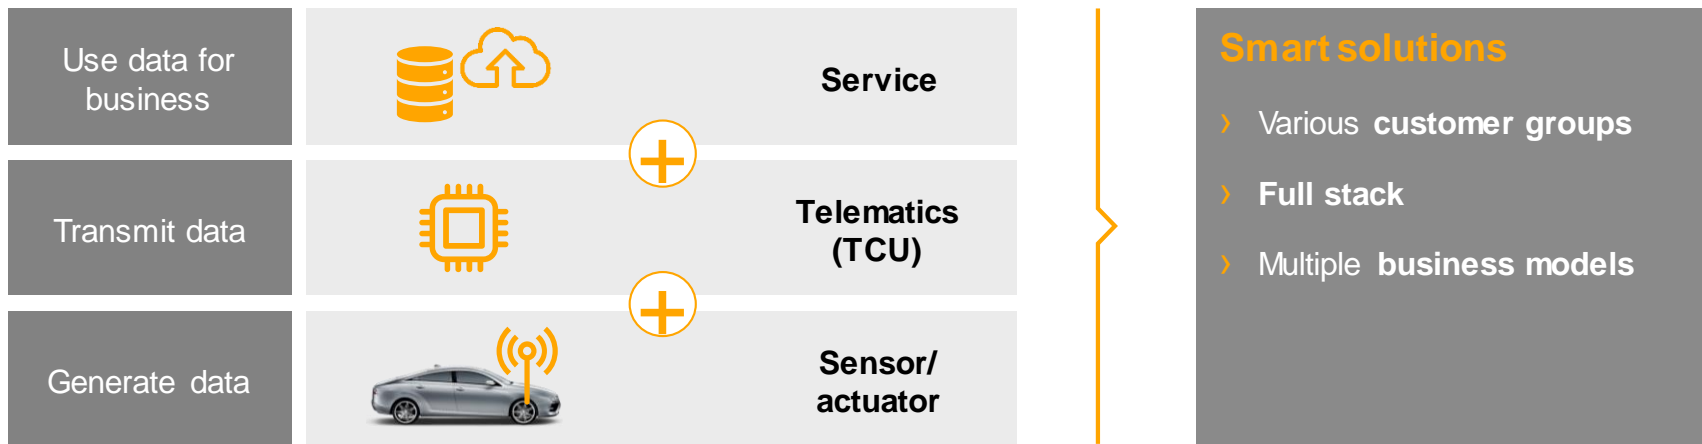 Use data for
business
Service
Transmit data
Telematics
(TCU)
Generate data
Sensor/
actuator
Smart solutions
› Various customer groups
› Full stack
› Multiple business models